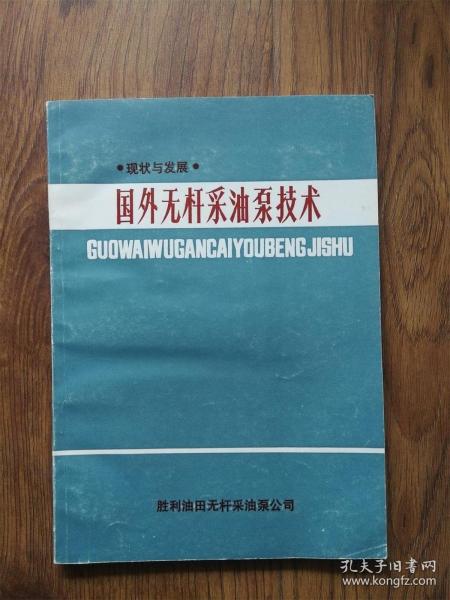 •现状与发展•
国外无杆采油泵技术
GUOWAIWUGANCAIYOUBENGJISHU
胜利油田无杆采油泵公司
孔夫子旧书网
www.kongfz.com